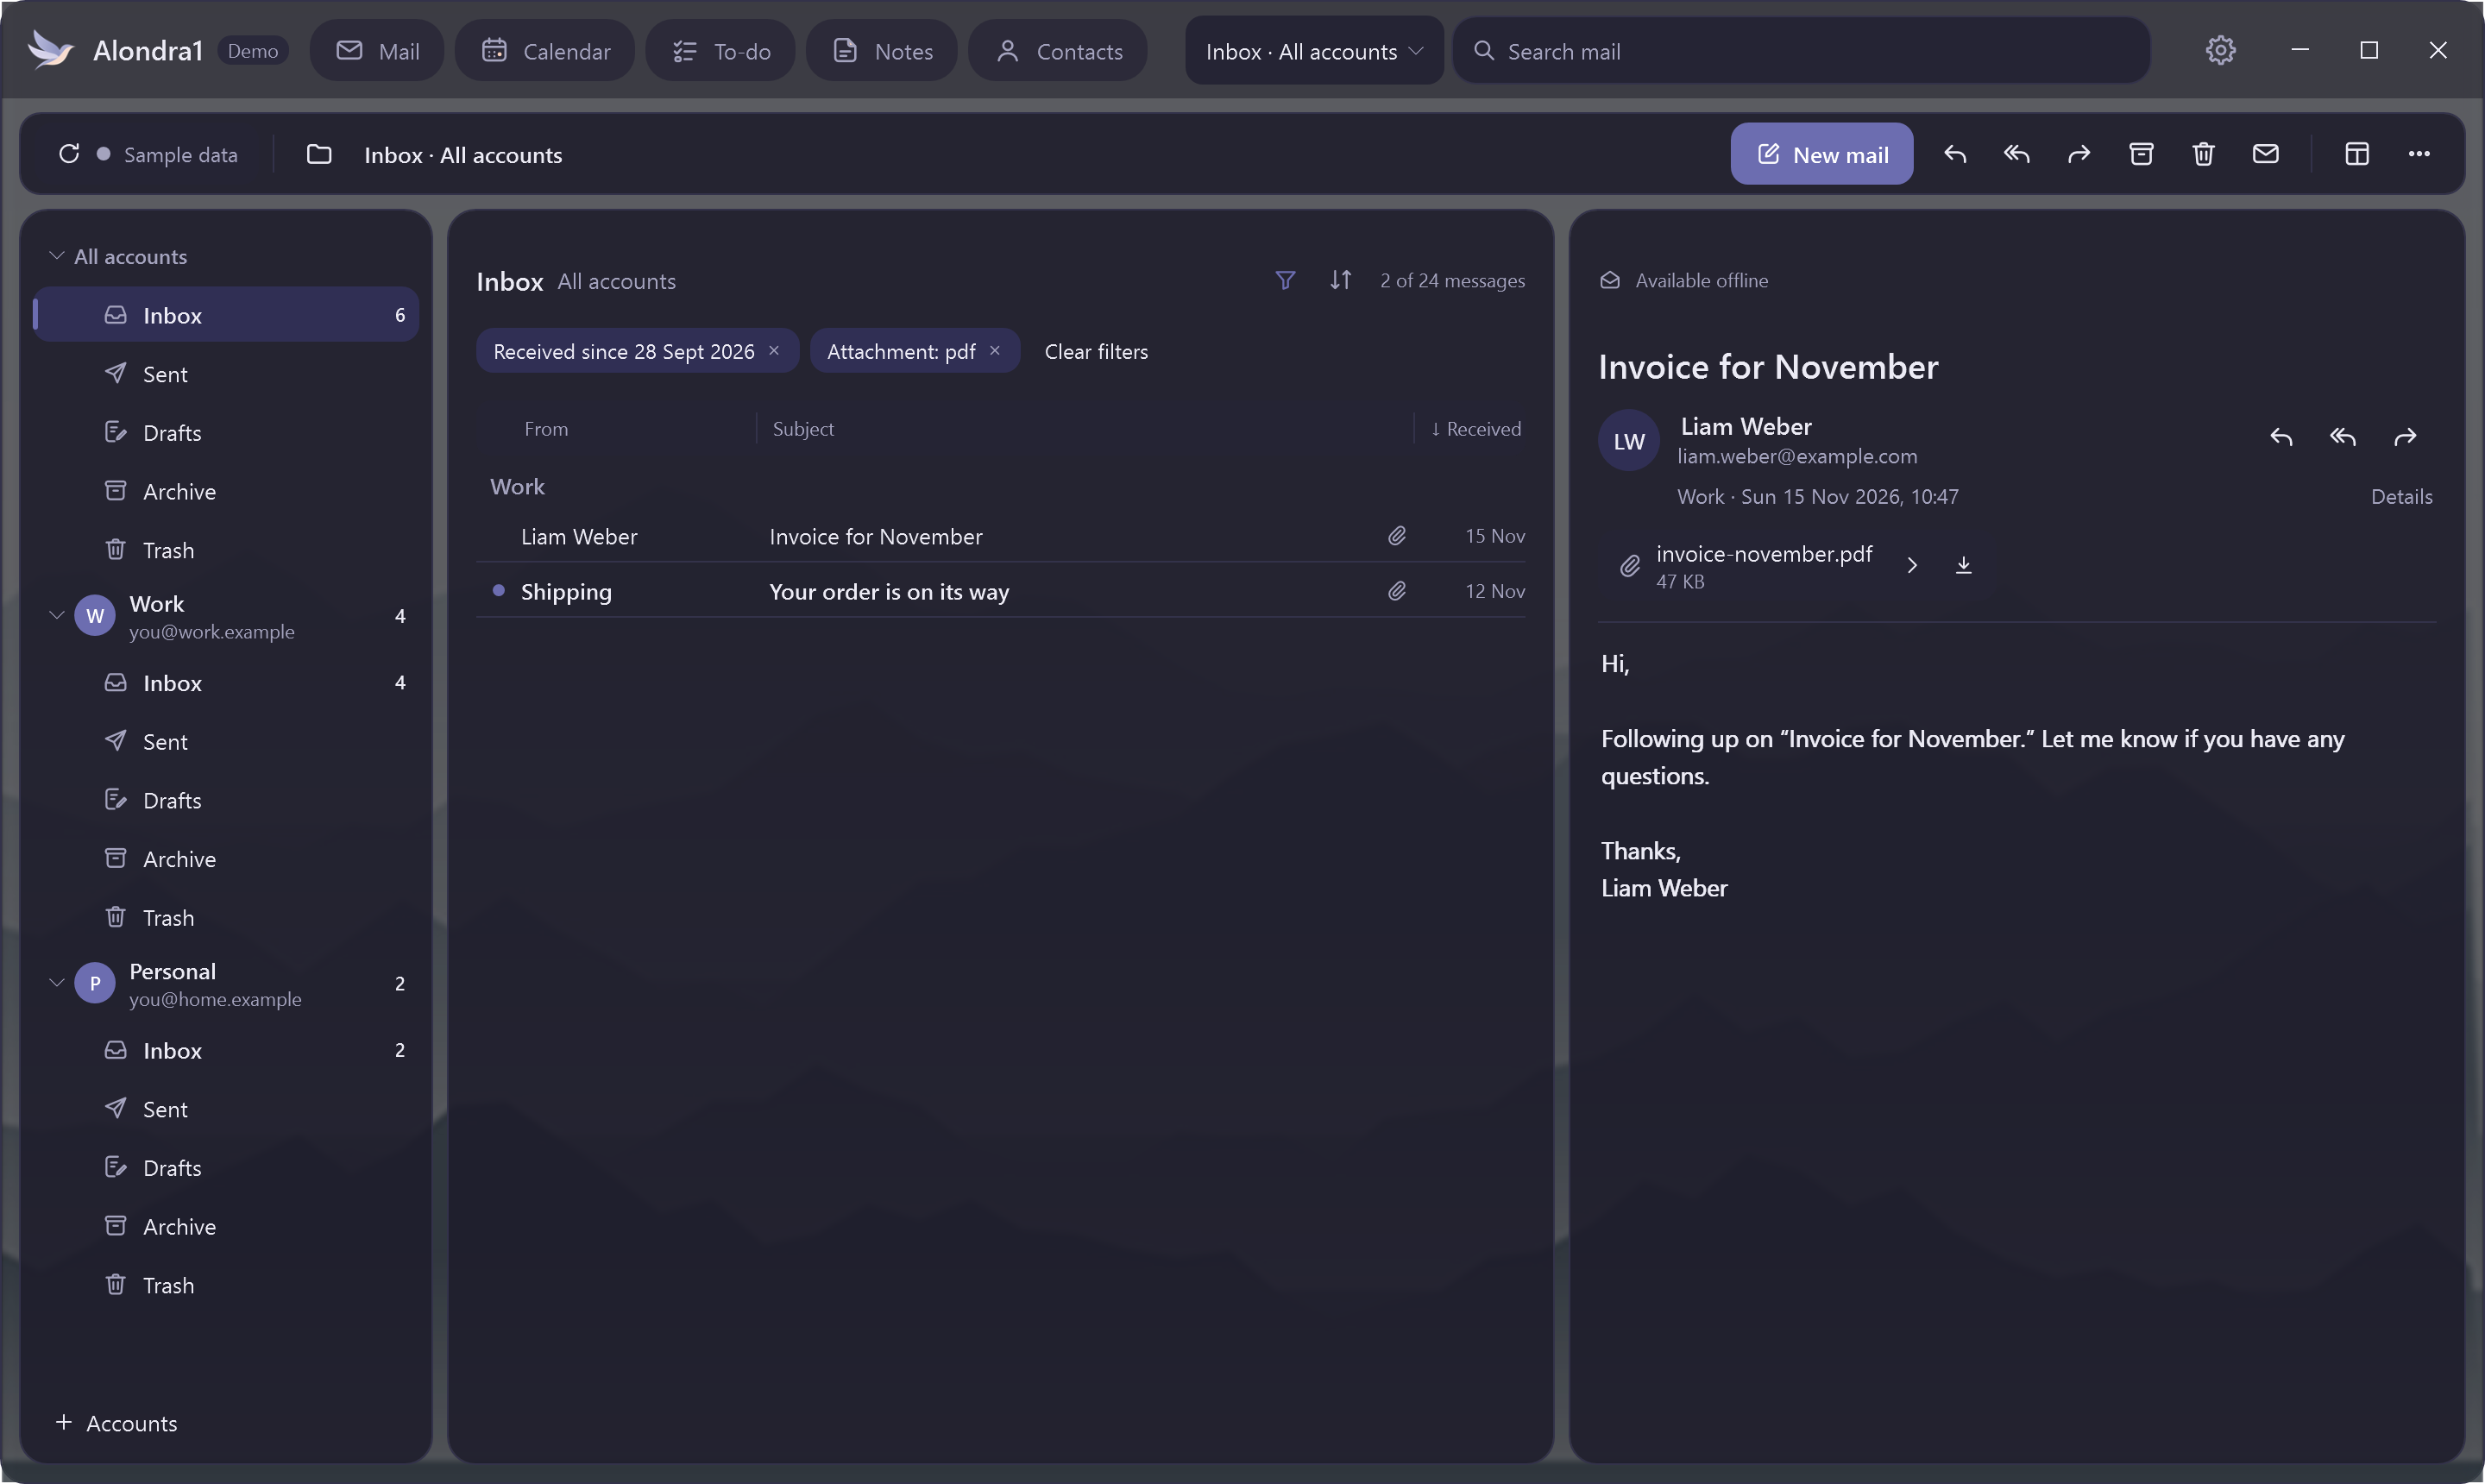 Alondra1 Demo Mail Calendar To-do Notes Contacts Inbox · All accounts Search mail
Sample data Inbox · All accounts New mail
All accounts
Inbox 6
Sent
Drafts
Archive
Trash
W Work 4
you@work.example
Inbox 4
Sent
Drafts
Archive
Trash
P Personal 2
you@home.example
Inbox 2
Sent
Drafts
Archive
Trash
+ Accounts
Inbox All accounts 2 of 24 messages
Received since 28 Sept 2026 × Attachment: pdf × Clear filters
From Subject ↓ Received
Work
Liam Weber Invoice for November 15 Nov
Shipping Your order is on its way 12 Nov
Available offline
Invoice for November
LW Liam Weber
liam.weber@example.com
Work · Sun 15 Nov 2026, 10:47 Details
invoice-november.pdf
47 KB
Hi,
Following up on “Invoice for November.” Let me know if you have any
questions.
Thanks,
Liam Weber